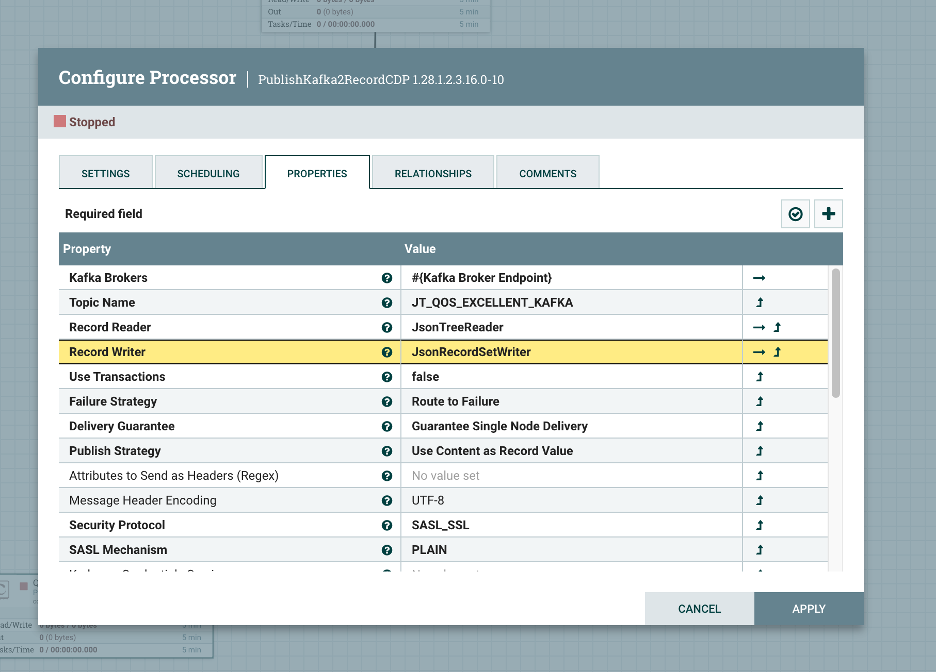 Read/Write 0 bytes / 0 bytes 5 min
Out 0 (0 bytes) 5 min
Tasks/Time 0 / 00:00:00.000 5 min
Configure Processor | PublishKafka2RecordCDP 1.28.1.2.3.16.0-10
Stopped
SETTINGS SCHEDULING PROPERTIES RELATIONSHIPS COMMENTS
Required field
Property Value
Kafka Brokers #{Kafka Broker Endpoint}
Topic Name JT_QOS_EXCELLENT_KAFKA
Record Reader JsonTreeReader
Record Writer JsonRecordSetWriter
Use Transactions false
Failure Strategy Route to Failure
Delivery Guarantee Guarantee Single Node Delivery
Publish Strategy Use Content as Record Value
Attributes to Send as Headers (Regex) No value set
Message Header Encoding UTF-8
Security Protocol SASL_SSL
SASL Mechanism PLAIN
CANCEL APPLY
ad/Write 0 bytes / 0 bytes 5 min
t 0 (0 bytes) 5 min
sks/Time 0 / 00:00:00.000 5 min